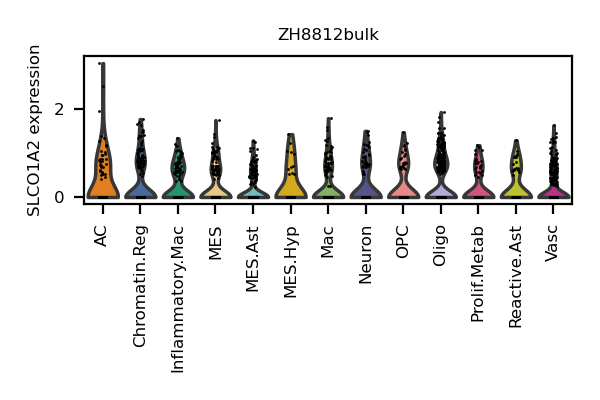 ZH8812bulk
SLCO1A2 expression
2
0
AC
Chromatin.Reg
Inflammatory.Mac
MES
MES.Ast
MES.Hyp
Mac
Neuron
OPC
Oligo
Prolif.Metab
Reactive.Ast
Vasc